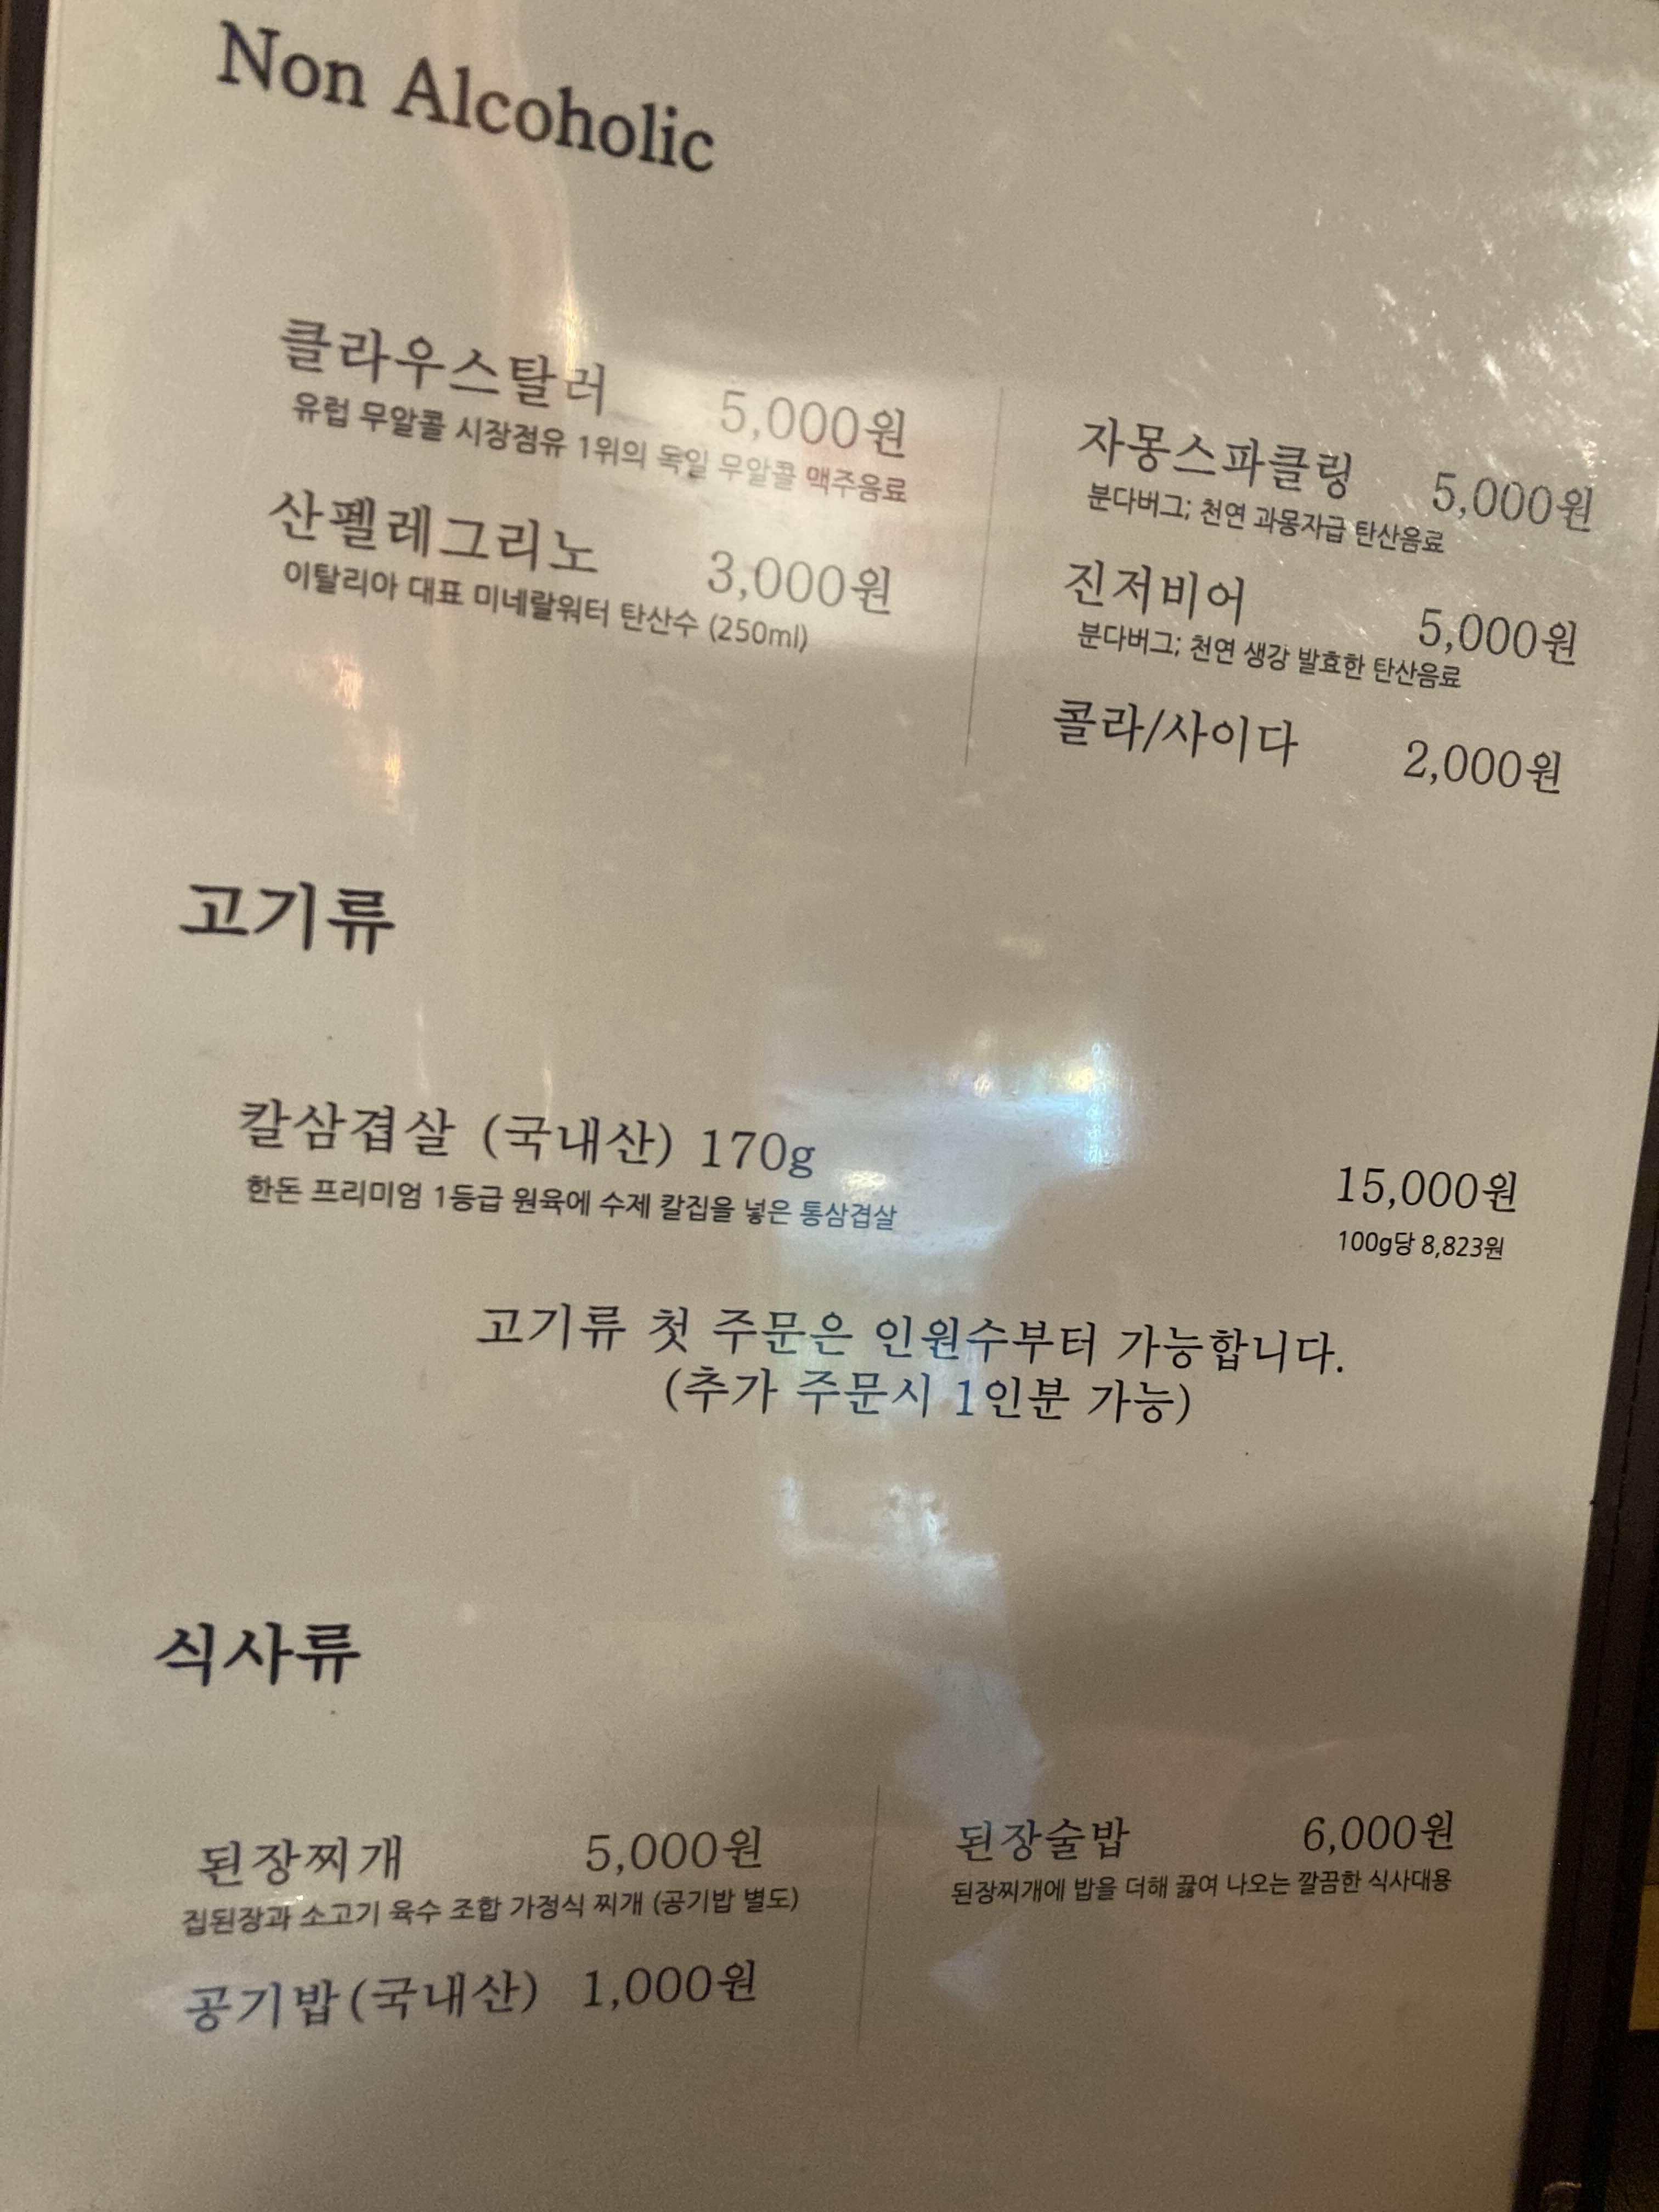 Non Alcoholic
클라우스탈러 5,000원
유럽 무알콜 시장점유 1위의 독일 무알콜 맥주음료
산펠레그리노 3,000원
이탈리아 대표 미네랄워터 탄산수 (250ml)
자몽스파클링 5,000원
분다버그; 천연 과몽자급 탄산음료
진저비어 5,000원
분다버그; 천연 생강 발효한 탄산음료
콜라/사이다 2,000원
고기류
칼삼겹살 (국내산) 170g 15,000원
한돈 프리미엄 1등급 원육에 수제 칼집을 넣은 통삼겹살
100g당 8,823원
고기류 첫 주문은 인원수부터 가능합니다.
(추가 주문시 1인분 가능)
식사류
된장찌개 5,000원
집된장과 소고기 육수 조합 가정식 찌개 (공기밥 별도)
공기밥(국내산) 1,000원
된장술밥 6,000원
된장찌개에 밥을 더해 끓여 나오는 깔끔한 식사대용